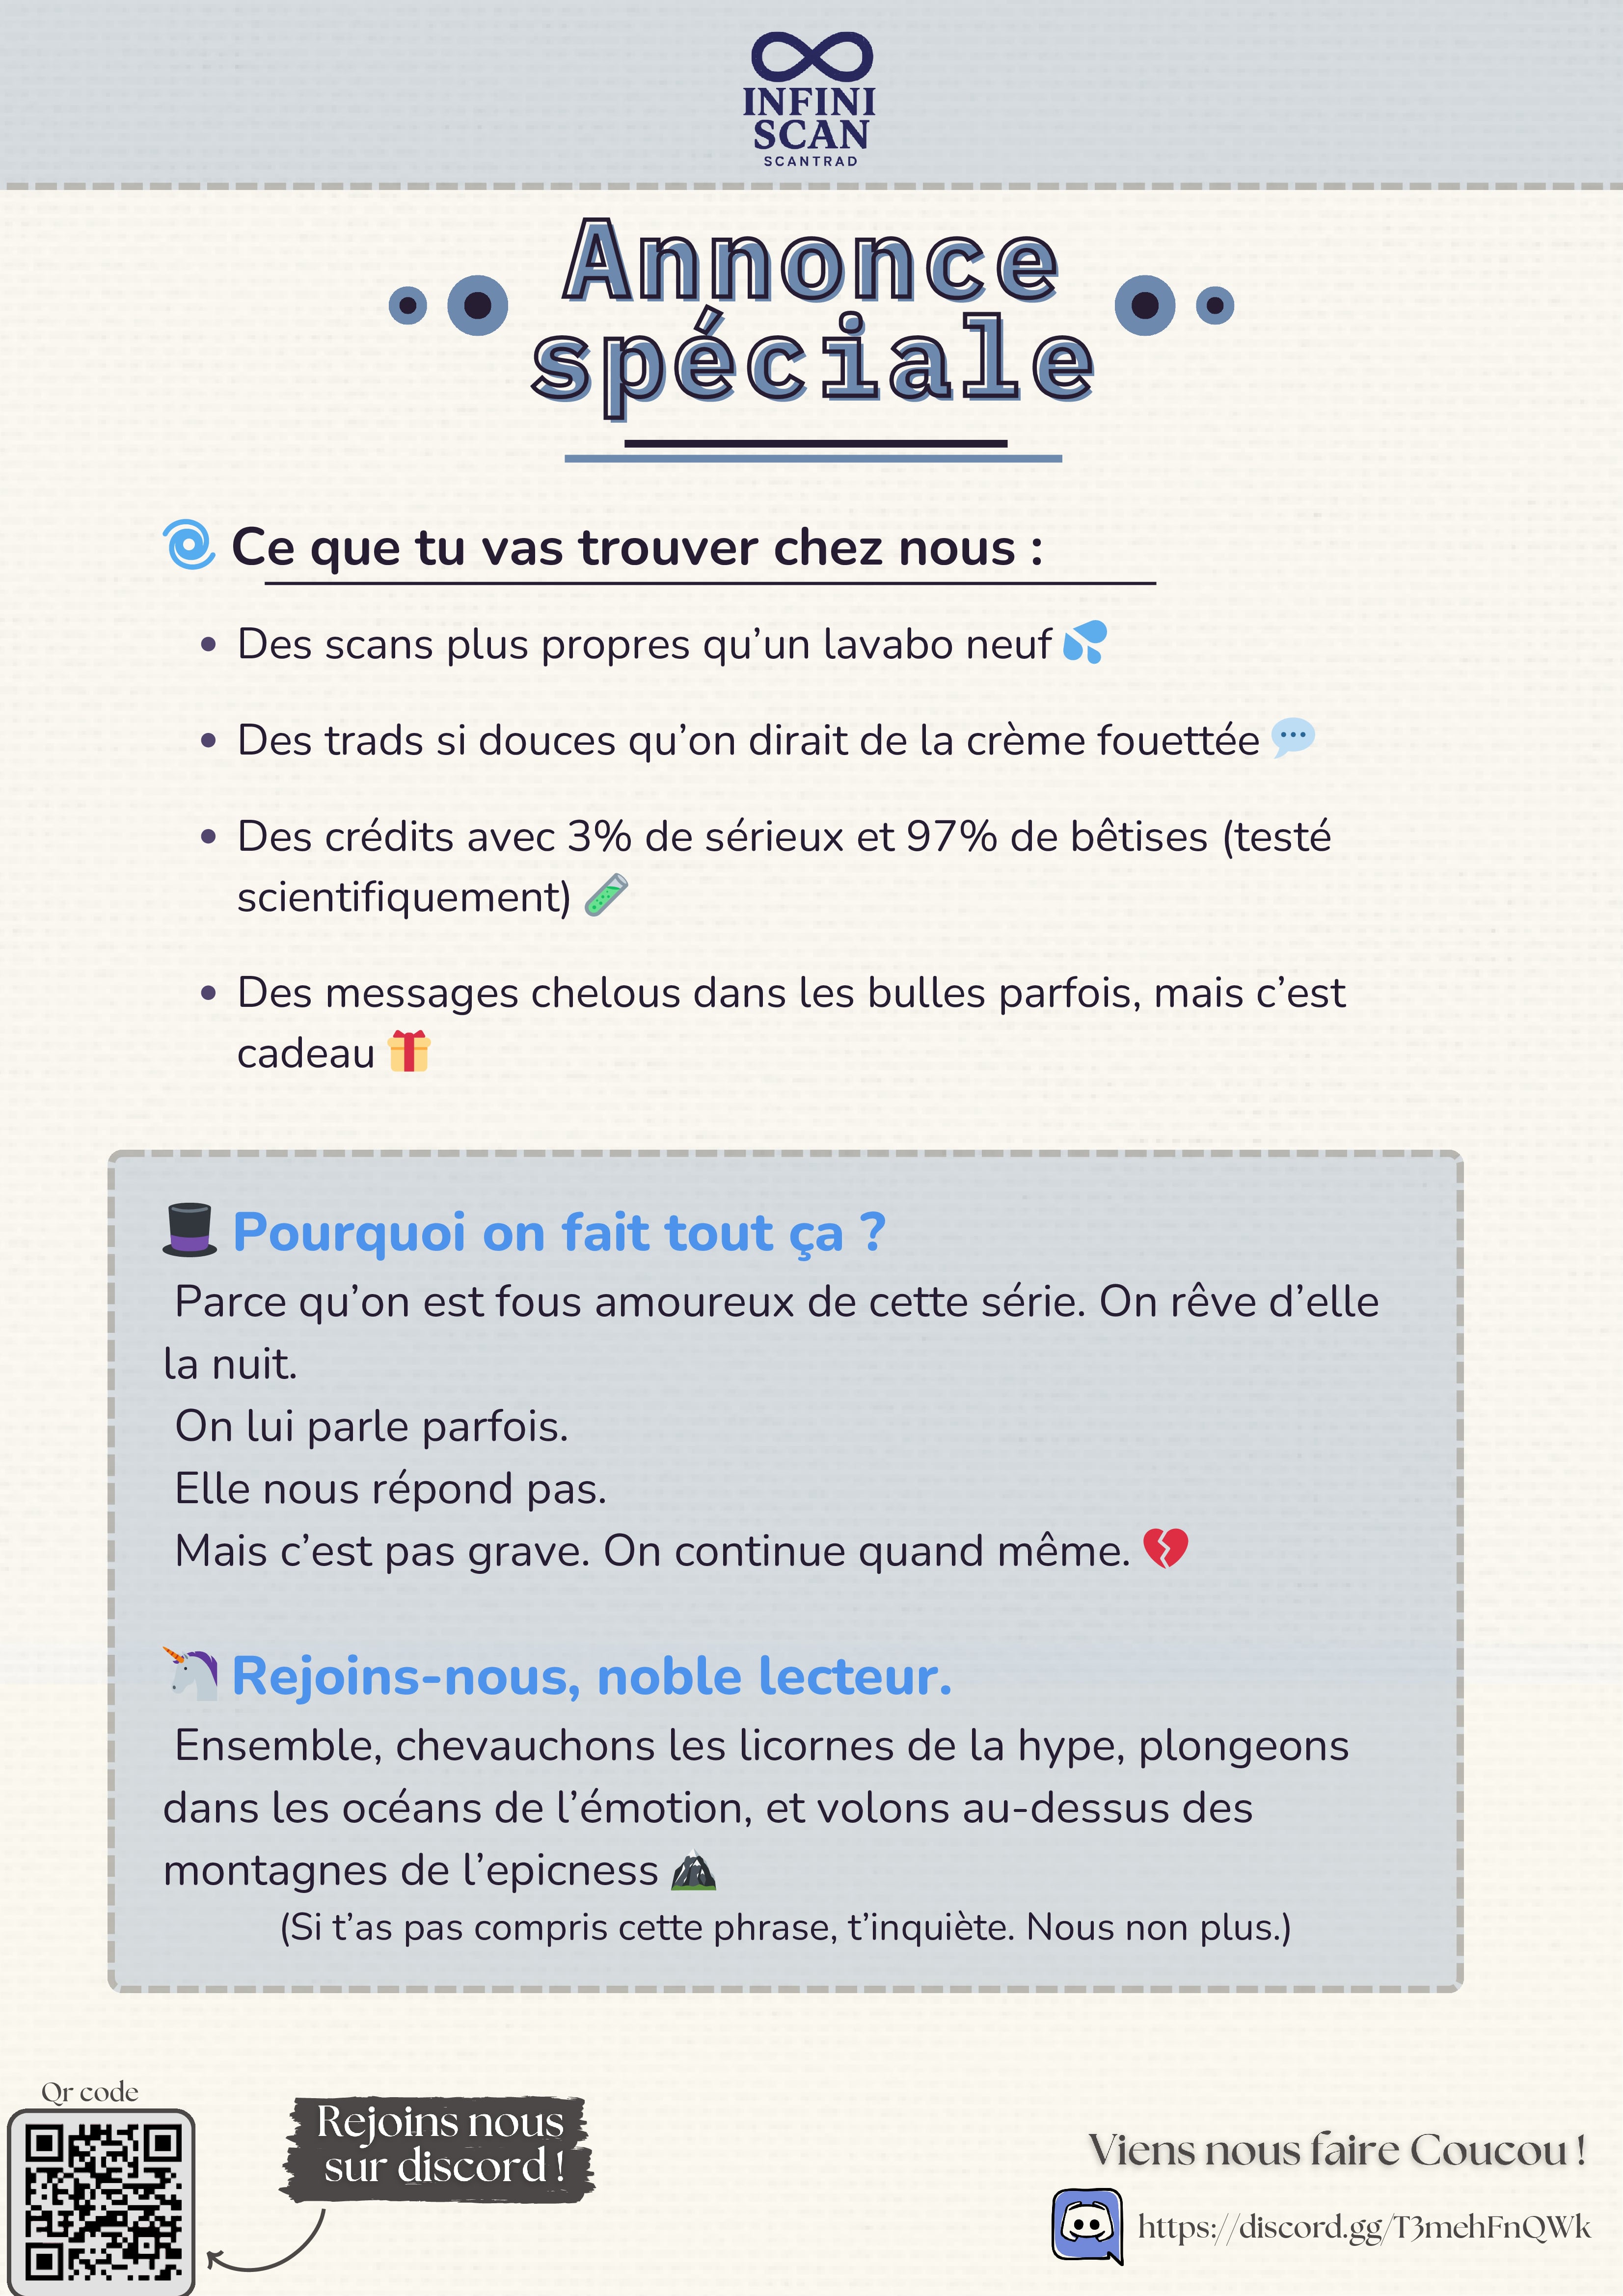 INFINI
SCAN
SCANTRAD
Annonce
spéciale
🌀 Ce que tu vas trouver chez nous :
• Des scans plus propres qu’un lavabo neuf 💦
• Des trads si douces qu’on dirait de la crème fouettée 💬
• Des crédits avec 3% de sérieux et 97% de bêtises (testé
scientifiquement) 🧪
• Des messages chelous dans les bulles parfois, mais c’est
cadeau 🎁
🎩 Pourquoi on fait tout ça ?
Parce qu’on est fous amoureux de cette série. On rêve d’elle
la nuit.
On lui parle parfois.
Elle nous répond pas.
Mais c’est pas grave. On continue quand même. 💔
🦄 Rejoins-nous, noble lecteur.
Ensemble, chevauchons les licornes de la hype, plongeons
dans les océans de l’émotion, et volons au-dessus des
montagnes de l’epicness ⛰️
(Si t’as pas compris cette phrase, t’inquiète. Nous non plus.)
Qr code
Rejoins nous
sur discord !
Viens nous faire Coucou !
https://discord.gg/T3mehFnQWk